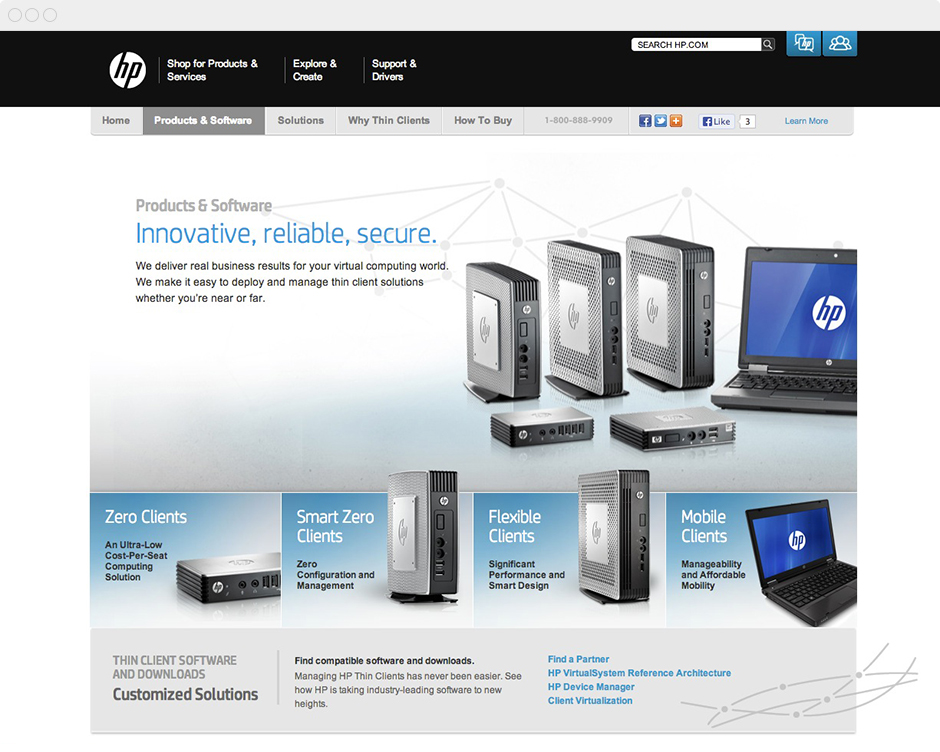 SEARCH HP.COM
hp
hp
Shop for Products &
Services
Explore &
Create
Support &
Drivers
Home
Products & Software
Solutions
Why Thin Clients
How To Buy
1-800-888-9909
Like
3
Learn More
Products & Software
Innovative, reliable, secure.
We deliver real business results for your virtual computing world.
We make it easy to deploy and manage thin client solutions
whether you're near or far.
hp
Zero Clients
An Ultra-Low
Cost-Per-Seat
Computing
Solution
hp
Smart Zero
Clients
Zero
Configuration and
Management
hp
Flexible
Clients
Significant
Performance and
Smart Design
hp
Mobile
Clients
Manageability
and Affordable
Mobility
hp
THIN CLIENT SOFTWARE
AND DOWNLOADS
Customized Solutions
Find compatible software and downloads.
Managing HP Thin Clients has never been easier. See
how HP is taking industry-leading software to new
heights.
Find a Partner
HP VirtualSystem Reference Architecture
HP Device Manager
Client Virtualization